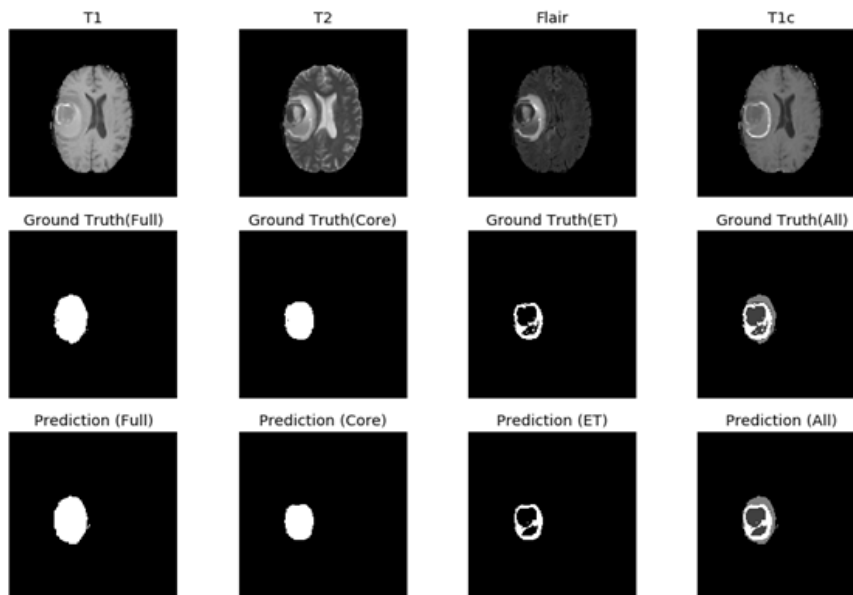 T1
T2
Flair
T1c
Ground Truth(Full)
Ground Truth(Core)
Ground Truth(ET)
Ground Truth(All)
Prediction (Full)
Prediction (Core)
Prediction (ET)
Prediction (All)